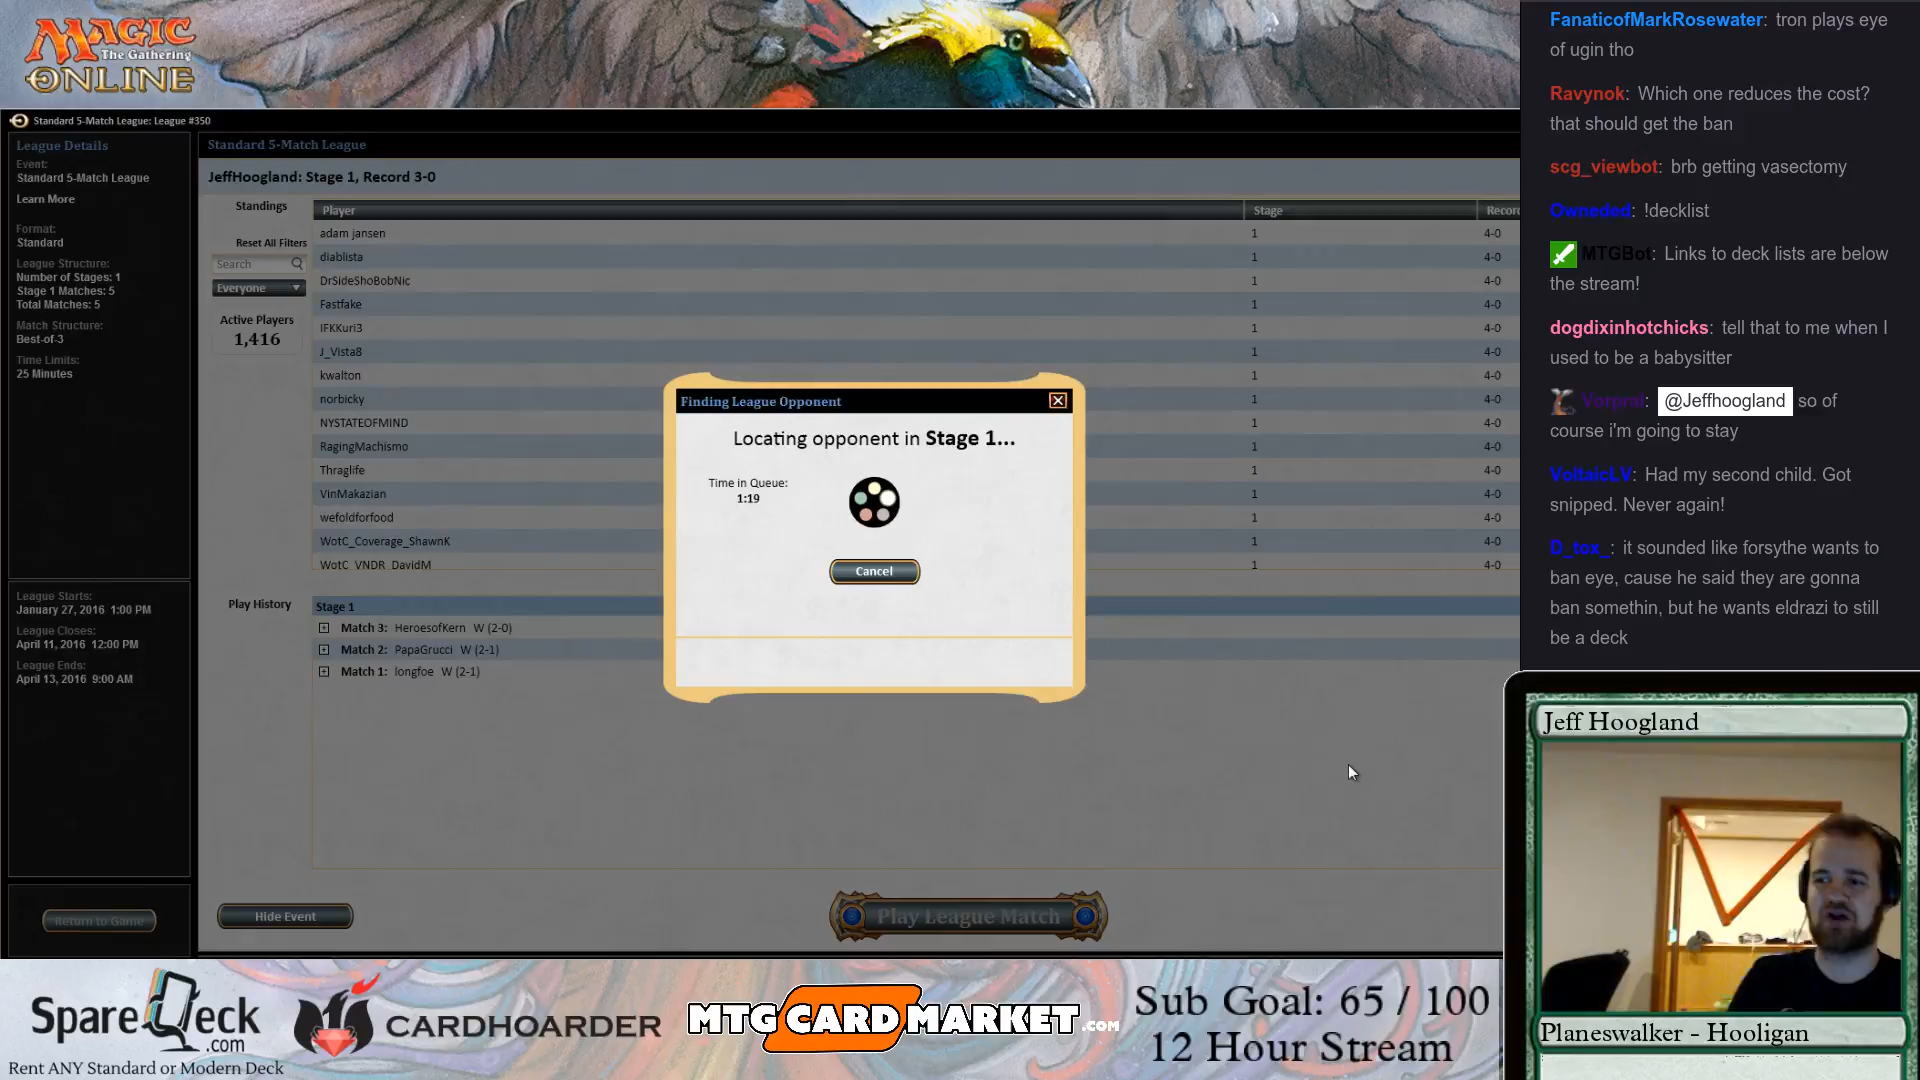 MAGIC
The Gathering
ONLINE
Standard 5-Match League: League #350
League Details
Event:
Standard 5-Match League
Learn More
Format:
Standard
League Structure:
Number of Stages: 1
Stage 1 Matches: 5
Total Matches: 5
Match Structure:
Best-of-3
Time Limits:
25 Minutes
League Starts:
January 27, 2016 1:00 PM
League Closes:
April 11, 2016 12:00 PM
League Ends:
April 13, 2016 9:00 AM
Return to Game
Standard 5-Match League
JeffHoogland: Stage 1, Record 3-0
Standings
Reset All Filters
Search
Everyone
Active Players
1,416
Player Stage Record
adam jansen 1 4-0
diablista 1 4-0
DrSideShoBobNic 1 4-0
Fastfake 1 4-0
IFKKuri3 1 4-0
J_Vista8 1 4-0
kwalton 1 4-0
norbicky 1 4-0
NYSTATEOFMIND 1 4-0
RagingMachismo 1 4-0
Thraglife 1 4-0
VinMakazian 1 4-0
wefoldforfood 1 4-0
WotC_Coverage_ShawnK 1 4-0
WotC_VNDR_DavidM 1 4-0
Finding League Opponent
Locating opponent in Stage 1...
Time in Queue:
1:19
Cancel
Play History
Stage 1
Match 3: HeroesofKern W (2-0)
Match 2: PapaGrucci W (2-1)
Match 1: longfoe W (2-1)
Hide Event
Play League Match
FanaticofMarkRosewater: tron plays eye
of ugin tho
Ravynok: Which one reduces the cost?
that should get the ban
scg_viewbot: brb getting vasectomy
Owneded: !decklist
MTGBot: Links to deck lists are below
the stream!
dogdixinhotchicks: tell that to me when I
used to be a babysitter
Vorpral: @Jeffhoogland so of
course i'm going to stay
VoltaicLV: Had my second child. Got
snipped. Never again!
D_tox_: it sounded like forsythe wants to
ban eye, cause he said they are gonna
ban somethin, but he wants eldrazi to still
be a deck
Jeff Hoogland
Planeswalker - Hooligan
SpareDeck
.com
Rent ANY Standard or Modern Deck
CARDHOARDER
MTG CARD MARKET.COM
Sub Goal: 65 / 100
12 Hour Stream